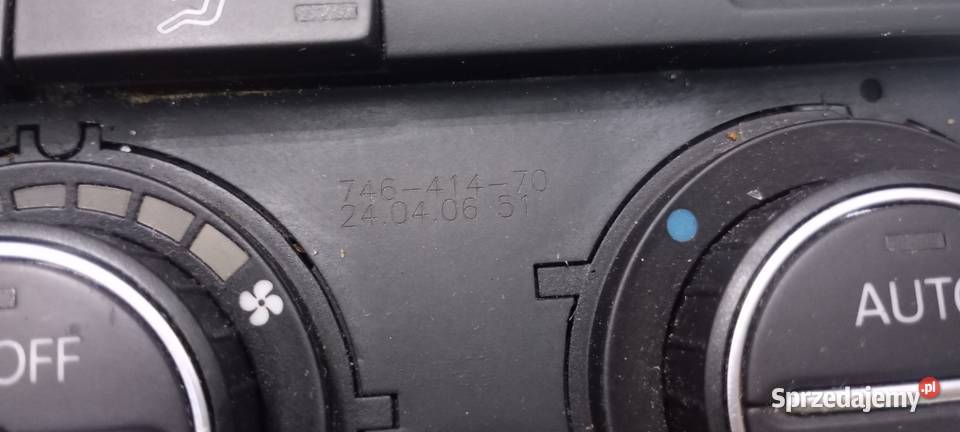 746-414-70
24.04.06 51
OFF
AUTO
Sprzedajemy.pl